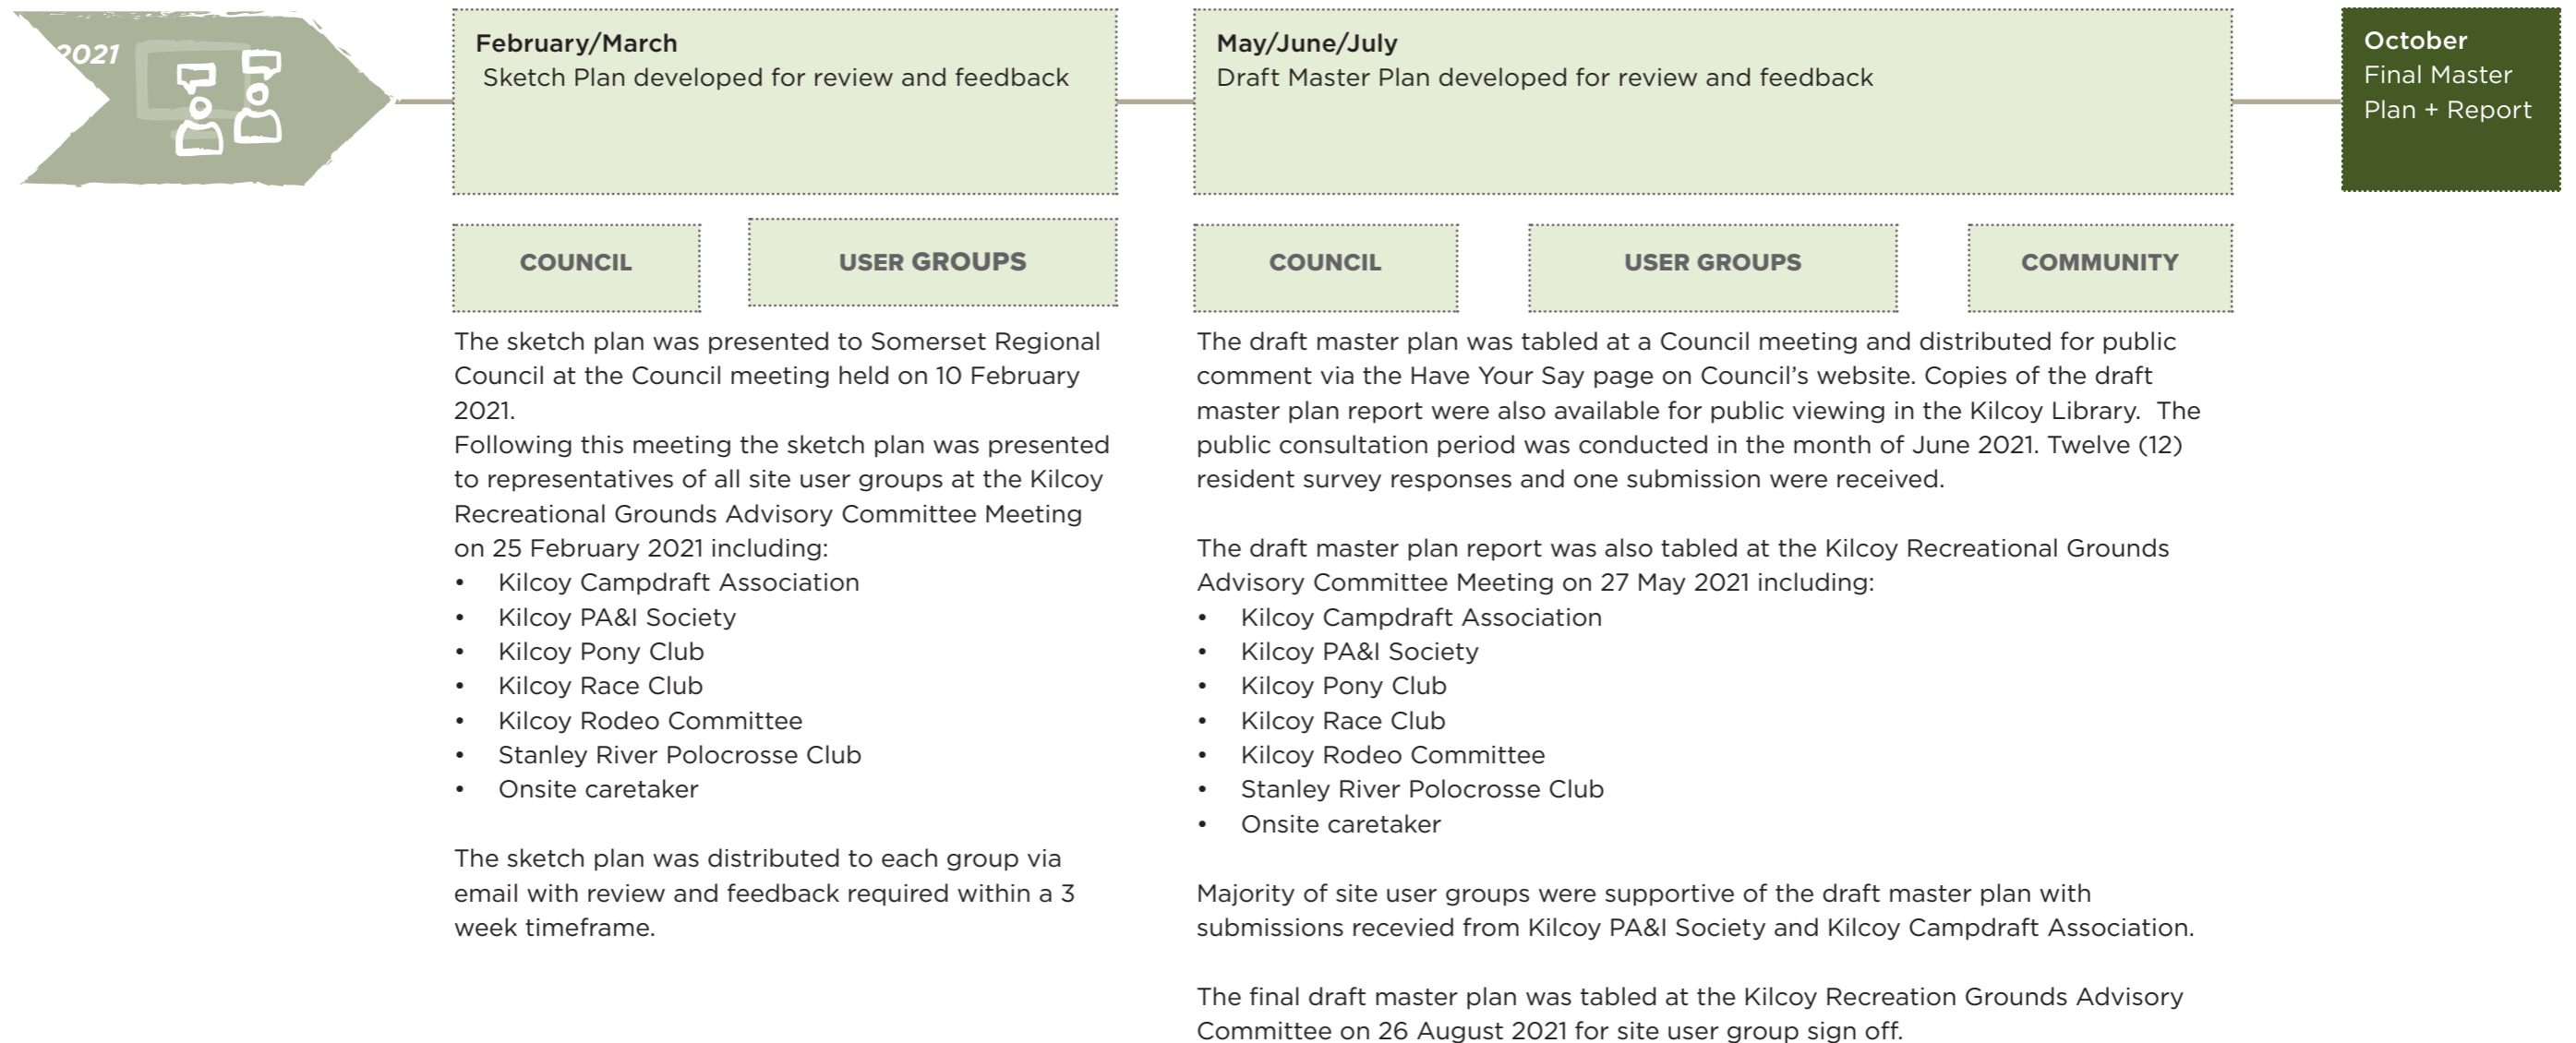 2021
February/March
Sketch Plan developed for review and feedback
May/June/July
Draft Master Plan developed for review and feedback
October
Final Master
Plan + Report
COUNCIL
USER GROUPS
The sketch plan was presented to Somerset Regional
Council at the Council meeting held on 10 February
2021.
Following this meeting the sketch plan was presented
to representatives of all site user groups at the Kilcoy
Recreational Grounds Advisory Committee Meeting
on 25 February 2021 including:
• Kilcoy Campdraft Association
• Kilcoy PA&I Society
• Kilcoy Pony Club
• Kilcoy Race Club
• Kilcoy Rodeo Committee
• Stanley River Polocrosse Club
• Onsite caretaker
The sketch plan was distributed to each group via
email with review and feedback required within a 3
week timeframe.
COUNCIL
USER GROUPS
COMMUNITY
The draft master plan was tabled at a Council meeting and distributed for public
comment via the Have Your Say page on Council’s website. Copies of the draft
master plan report were also available for public viewing in the Kilcoy Library.  The
public consultation period was conducted in the month of June 2021. Twelve (12)
resident survey responses and one submission were received.
The draft master plan report was also tabled at the Kilcoy Recreational Grounds
Advisory Committee Meeting on 27 May 2021 including:
• Kilcoy Campdraft Association
• Kilcoy PA&I Society
• Kilcoy Pony Club
• Kilcoy Race Club
• Kilcoy Rodeo Committee
• Stanley River Polocrosse Club
• Onsite caretaker
Majority of site user groups were supportive of the draft master plan with
submissions recevied from Kilcoy PA&I Society and Kilcoy Campdraft Association.
The final draft master plan was tabled at the Kilcoy Recreation Grounds Advisory
Committee on 26 August 2021 for site user group sign off.